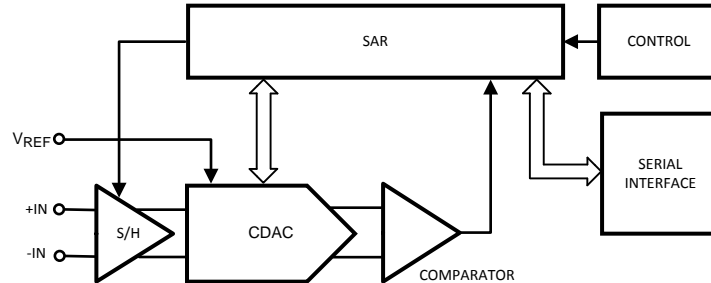 SAR
CONTROL
VREF
SERIAL
INTERFACE
+IN
S/H
CDAC
-IN
COMPARATOR